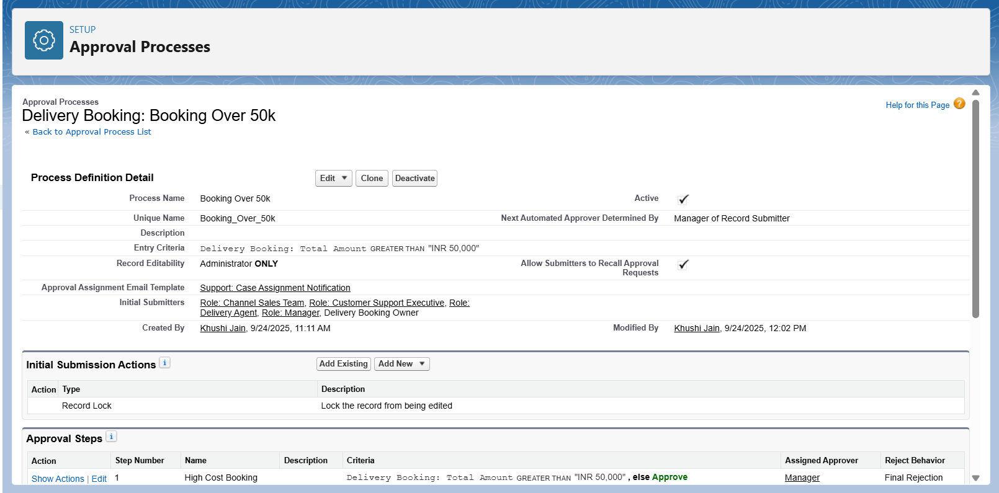 SETUP
Approval Processes
Approval Processes
Delivery Booking: Booking Over 50k
« Back to Approval Process List
Help for this Page ?
Process Definition Detail
Edit ▼ Clone Deactivate
Process Name Booking Over 50k Active ✓
Unique Name Booking_Over_50k Next Automated Approver Determined By Manager of Record Submitter
Description
Entry Criteria Delivery Booking: Total Amount GREATER THAN "INR 50,000"
Record Editability Administrator ONLY Allow Submitters to Recall Approval Requests ✓
Approval Assignment Email Template Support: Case Assignment Notification
Initial Submitters Role: Channel Sales Team, Role: Customer Support Executive, Role:
Delivery Agent, Role: Manager, Delivery Booking Owner
Created By Khushi Jain, 9/24/2025, 11:11 AM Modified By Khushi Jain, 9/24/2025, 12:02 PM
Initial Submission Actions i
Add Existing Add New ▼
Action Type Description
Record Lock Lock the record from being edited
Approval Steps i
Action Step Number Name Description Criteria Assigned Approver Reject Behavior
Show Actions | Edit 1 High Cost Booking Delivery Booking: Total Amount GREATER THAN "INR 50,000" , else Approve Manager Final Rejection